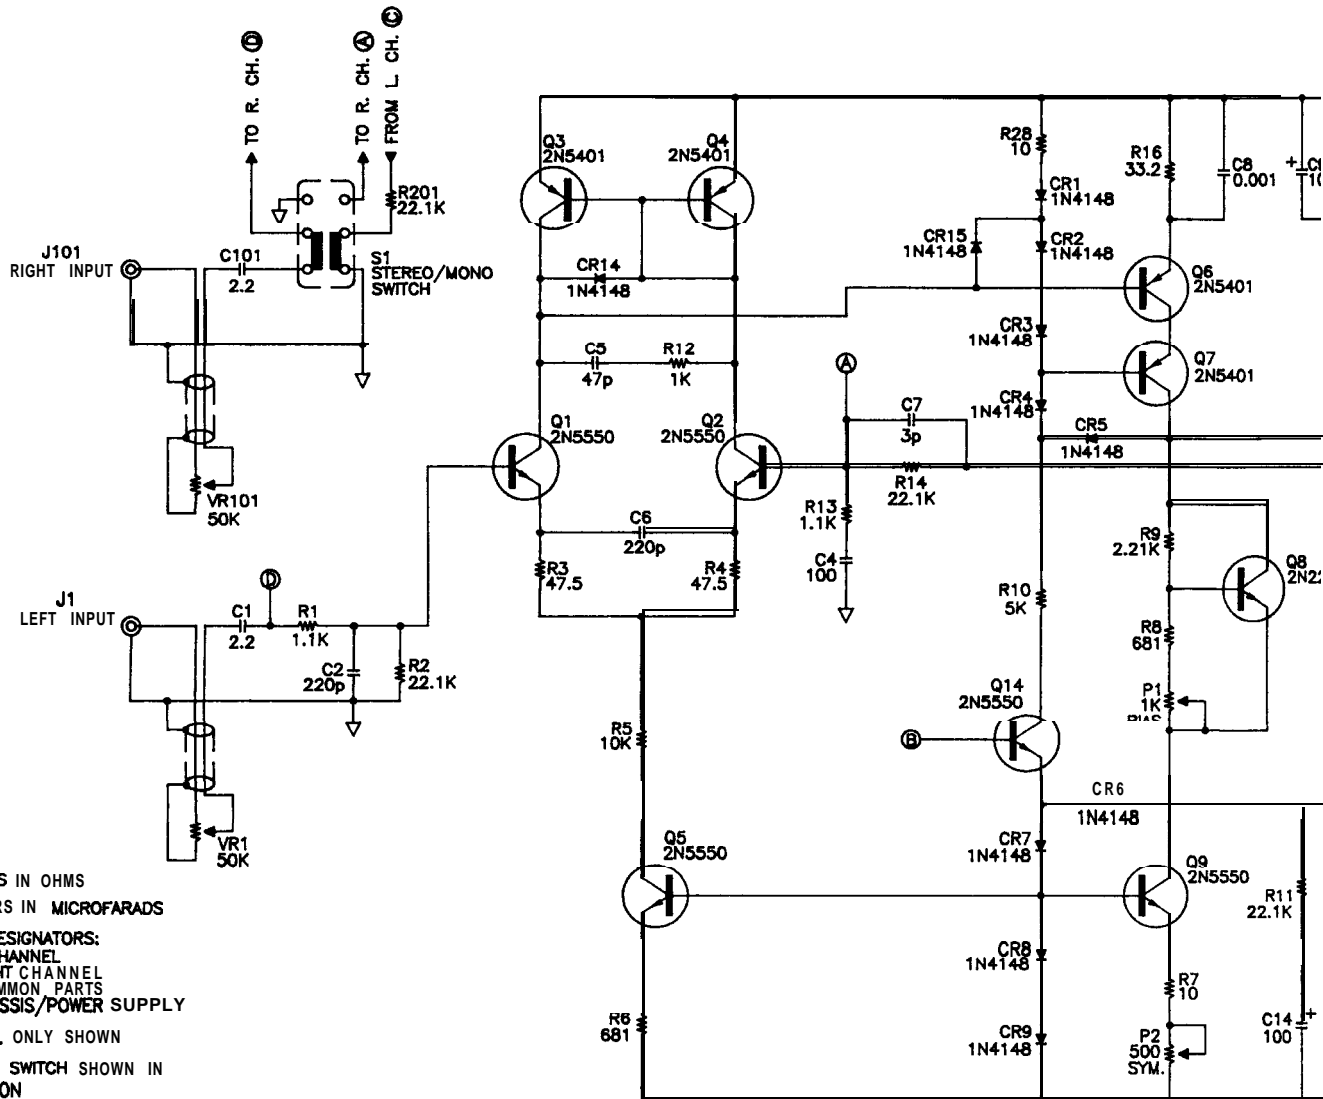 TO R. CH. D
TO R. CH. A
FROM L. CH. C
R201
22.1K
S1
STEREO/MONO
SWITCH
J101
RIGHT INPUT
C101
2.2
VR101
50K
J1
LEFT INPUT
C1
2.2
D
R1
1.1K
C2
220p
R2
22.1K
VR1
50K
Q3
2N5401
Q4
2N5401
CR14
1N4148
C5
47p
R12
1K
Q1
2N5550
Q2
2N5550
C6
220p
R3
47.5
R4
47.5
R5
10K
Q5
2N5550
R6
681
A
C7
3p
R14
22.1K
R13
1.1K
C4
100
R28
10
CR1
1N4148
CR15
1N4148
CR2
1N4148
CR3
1N4148
CR4
1N4148
CR5
1N4148
R10
5K
Q14
2N5550
B
CR6
1N4148
CR7
1N4148
CR8
1N4148
CR9
1N4148
R16
33.2
C8
0.001
+
Q6
2N5401
Q7
2N5401
R9
2.21K
Q8
R8
681
P1
1K
BIAS
Q9
2N5550
R11
22.1K
R7
10
P2
500
SYM.
C14
100
+
S IN OHMS
RS IN MICROFARADS
ESIGNATORS:
HANNEL
HT CHANNEL
MMON PARTS
SSIS/POWER SUPPLY
. ONLY SHOWN
SWITCH SHOWN IN
ON